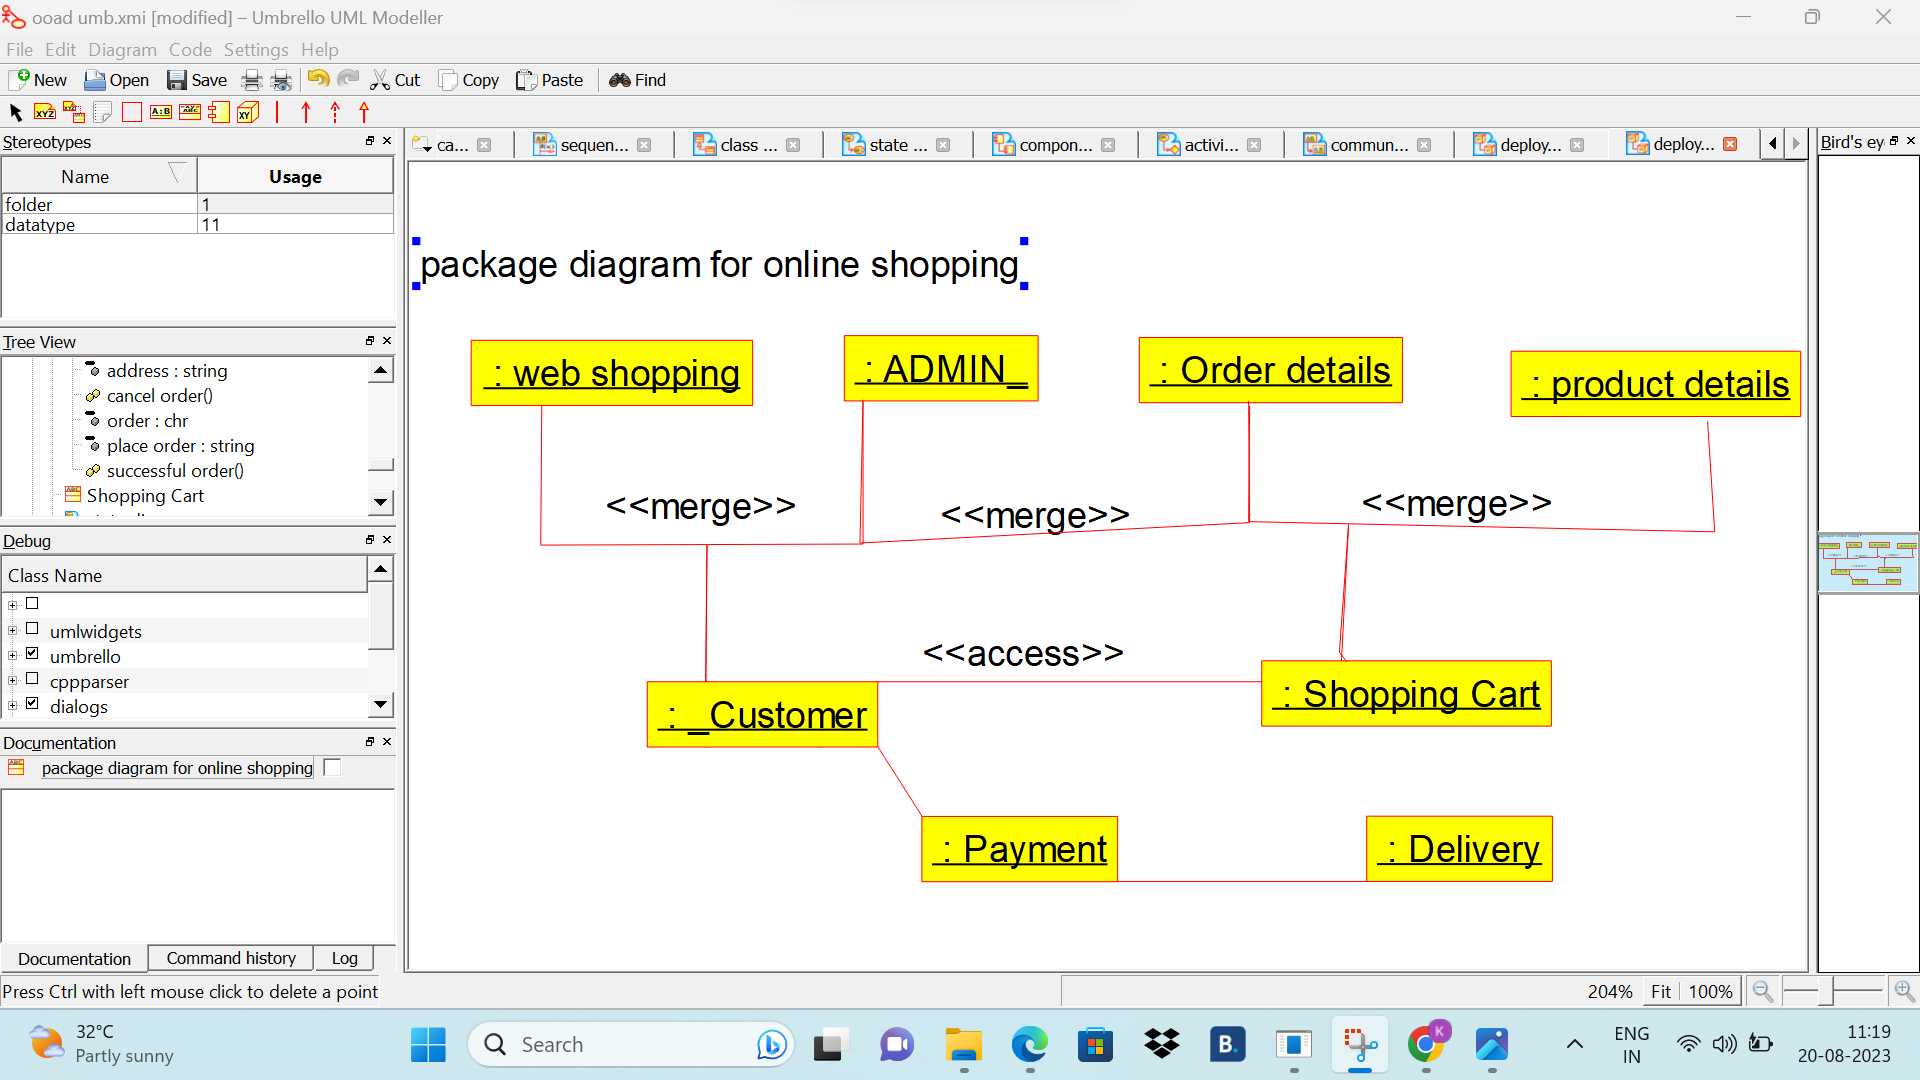 ooad umb.xmi [modified] – Umbrello UML Modeller
File Edit Diagram Code Settings Help
New Open Save Cut Copy Paste Find
XYZ XYZ A:B XYZ ABC XY
Stereotypes
Name Usage
folder 1
datatype 11
Tree View
address : string
cancel order()
order : chr
place order : string
successful order()
Shopping Cart
Debug
Class Name
umlwidgets
umbrello
cppparser
dialogs
Documentation
package diagram for online shopping
Documentation Command history Log
Press Ctrl with left mouse click to delete a point
ca... sequen... class ... state ... compon... activi... commun... deploy... deploy...
package diagram for online shopping
: web shopping
: ADMIN_
: Order details
: product details
<<merge>>
<<merge>>
<<merge>>
<<access>>
: _Customer
: Shopping Cart
: Payment
: Delivery
Bird's ey
204% Fit 100%
32°C
Partly sunny
Search
B.
K
ENG
IN
11:19
20-08-2023